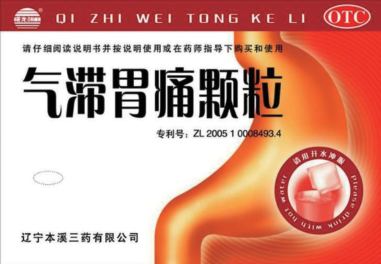 QI ZHI WEI TONG KE LI
OTC
请仔细阅读说明书并按说明使用或在药师指导下购买和使用
气滞胃痛颗粒
专利号：ZL 2005 1 0008493.4
请用开水冲服
please drink with hot water
辽宁本溪三药有限公司